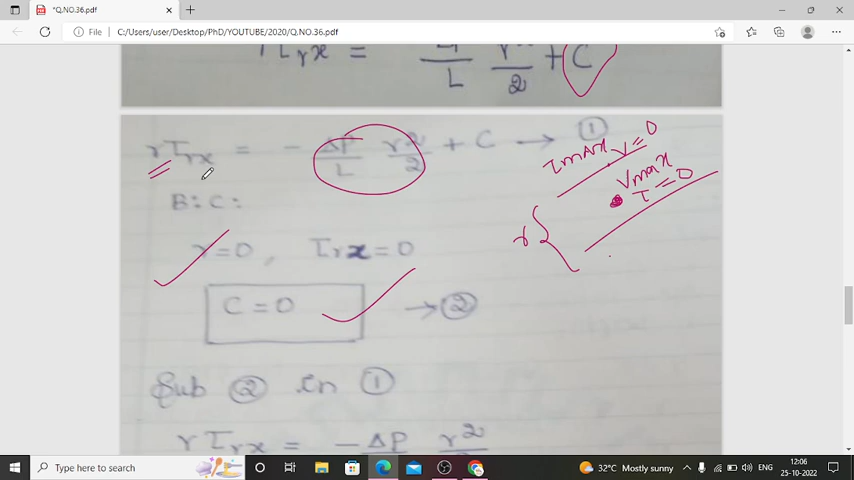 *Q.NO.36.pdf
File | C:/Users/user/Desktop/PhD/YOUTUBE/2020/Q.NO.36.pdf
L 2 + C
rτrx = - ΔP/L r²/2 + C → ①
τmax v=0
Vmax
τ=0
B:C:
r
r=0, τrx=0
C=0 → ②
Sub ② in ①
rτrx = -ΔP r²
Type here to search
32°C Mostly sunny
ENG
12:06
25-10-2022